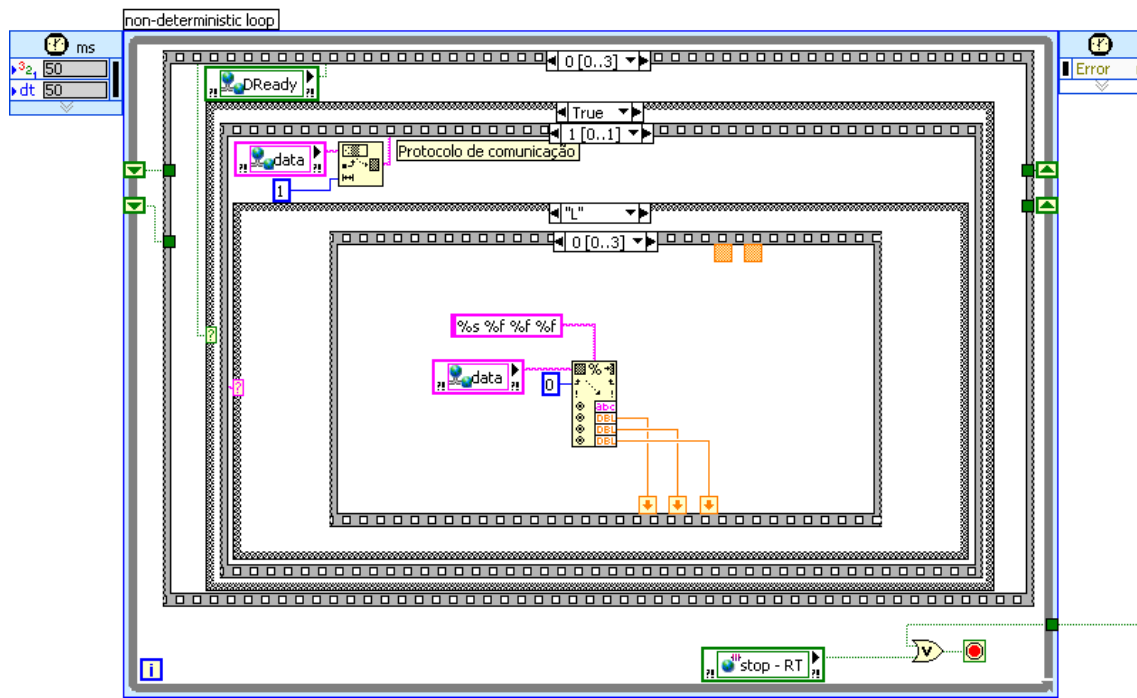 non-deterministic loop
ms
50
dt 50
Error
0 [0..3]
DReady
True
1 [0..1]
data
Protocolo de comunicação
1
"L"
0 [0..3]
%s %f %f %f
data
0
%
abc
DBL
DBL
DBL
stop - RT
V
i